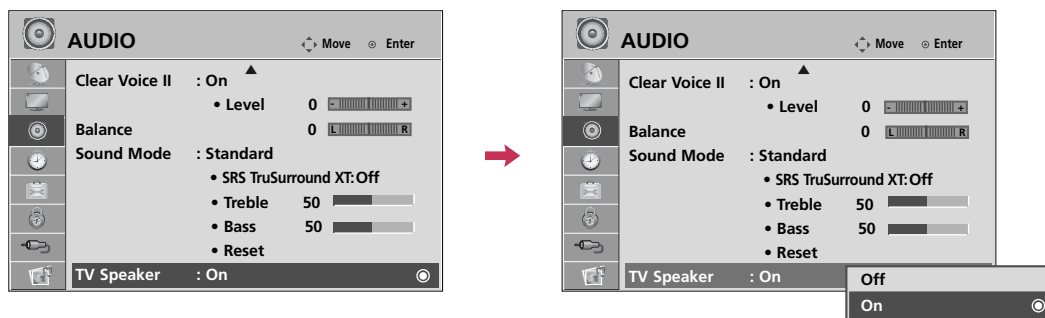 AUDIO Move Enter
Clear Voice II : On
• Level 0 - +
Balance 0 L R
Sound Mode : Standard
• SRS TruSurround XT: Off
• Treble 50
• Bass 50
• Reset
TV Speaker : On
AUDIO Move Enter
Clear Voice II : On
• Level 0 - +
Balance 0 L R
Sound Mode : Standard
• SRS TruSurround XT: Off
• Treble 50
• Bass 50
• Reset
TV Speaker : On
Off
On